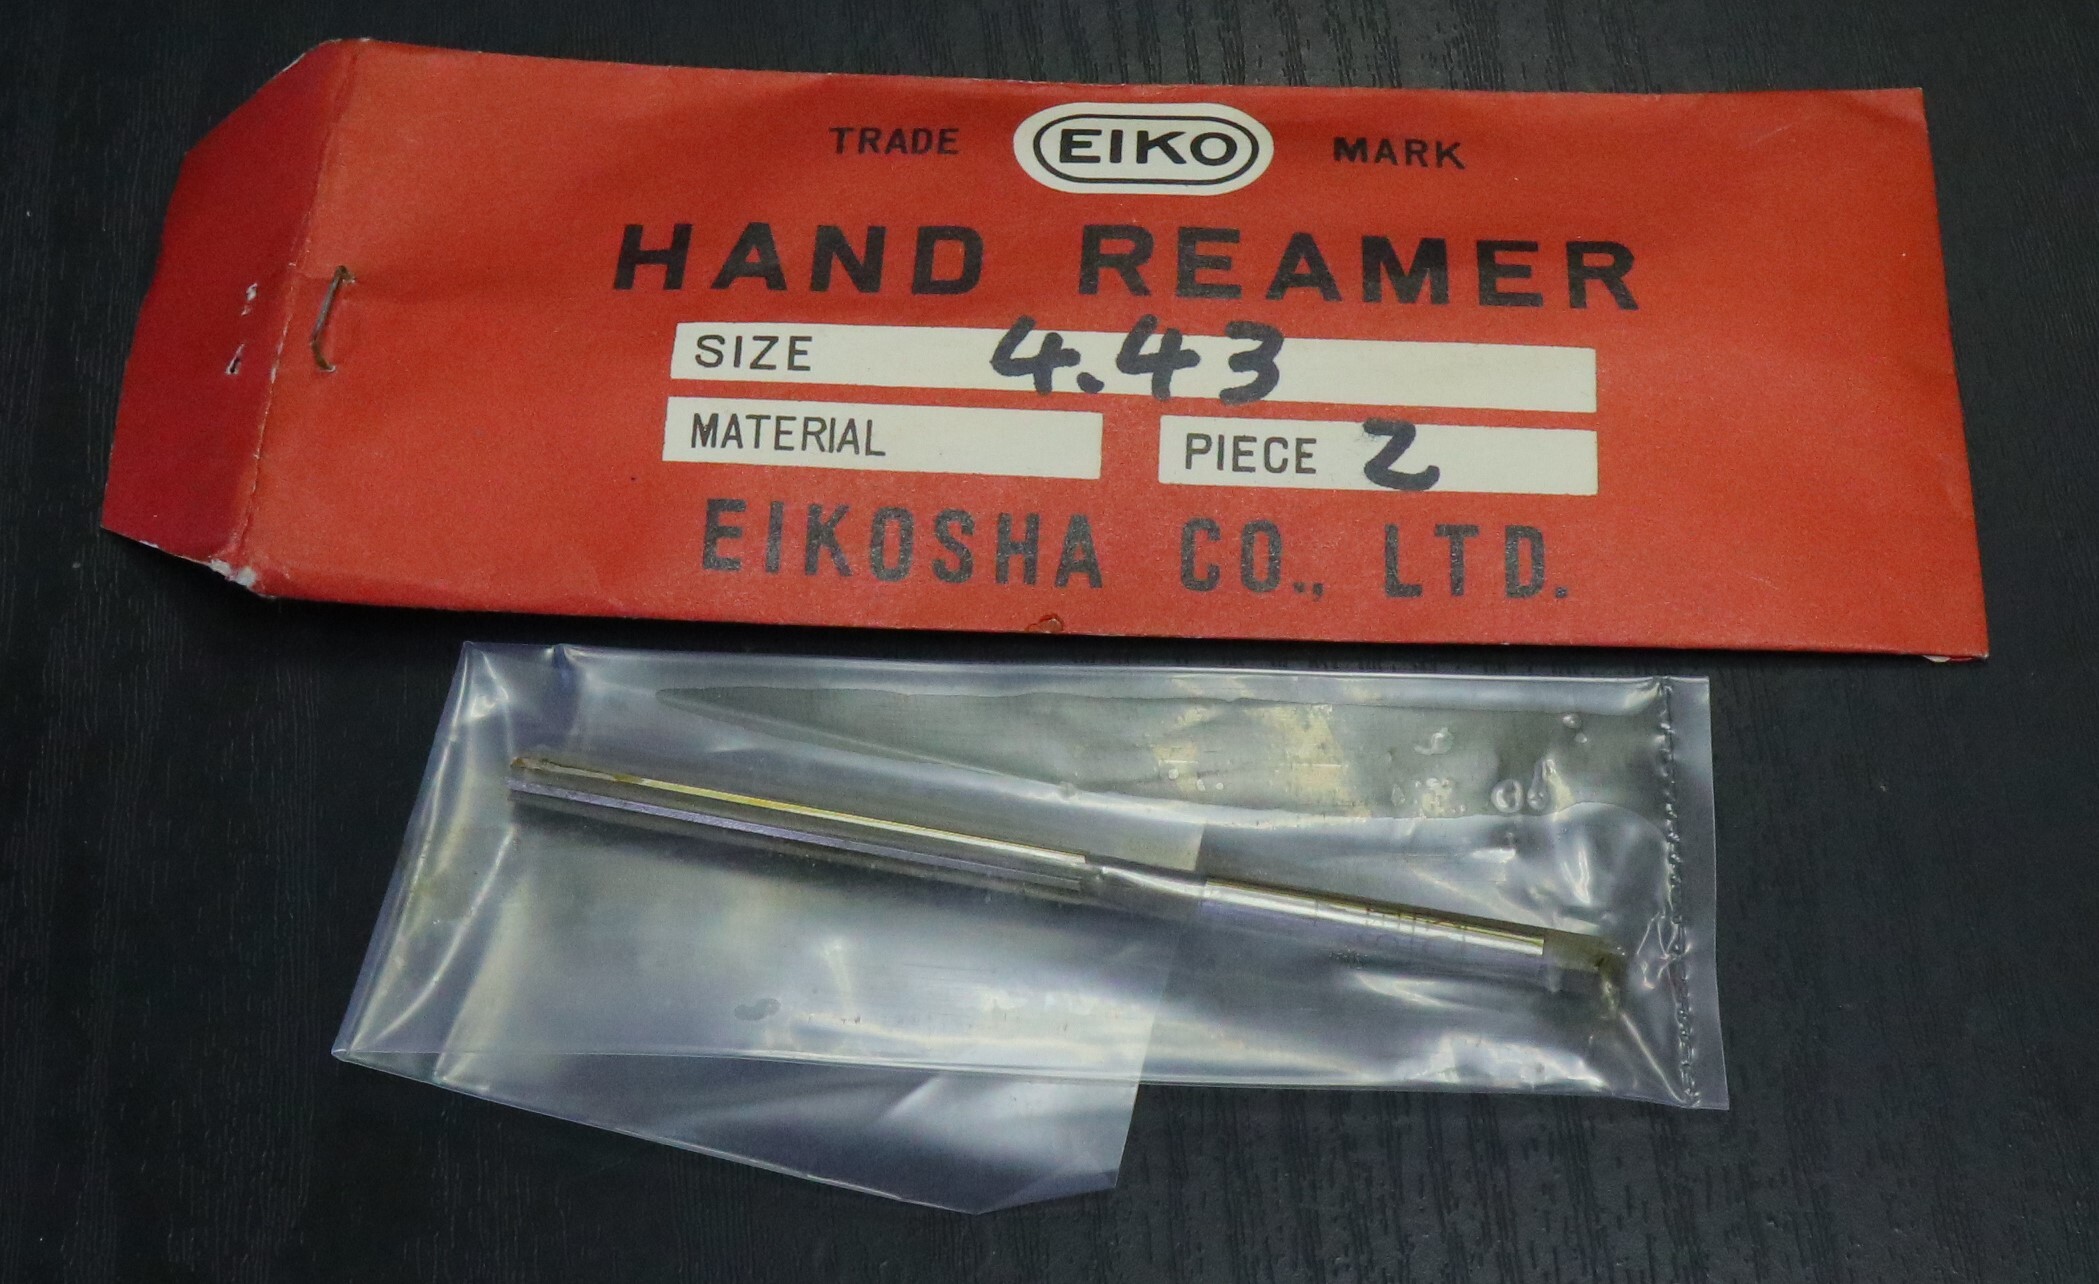 TRADE EIKO MARK
HAND REAMER
SIZE 4.43
MATERIAL PIECE 2
EIKOSHA CO., LTD.